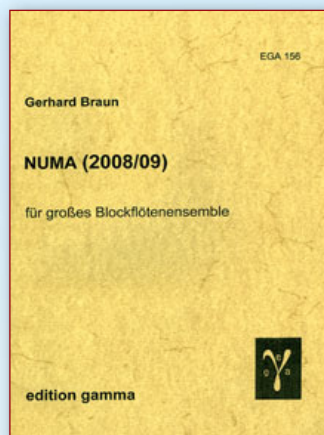 EGA 156
Gerhard Braun
NUMA (2008/09)
für großes Blockflötenensemble
edition gamma